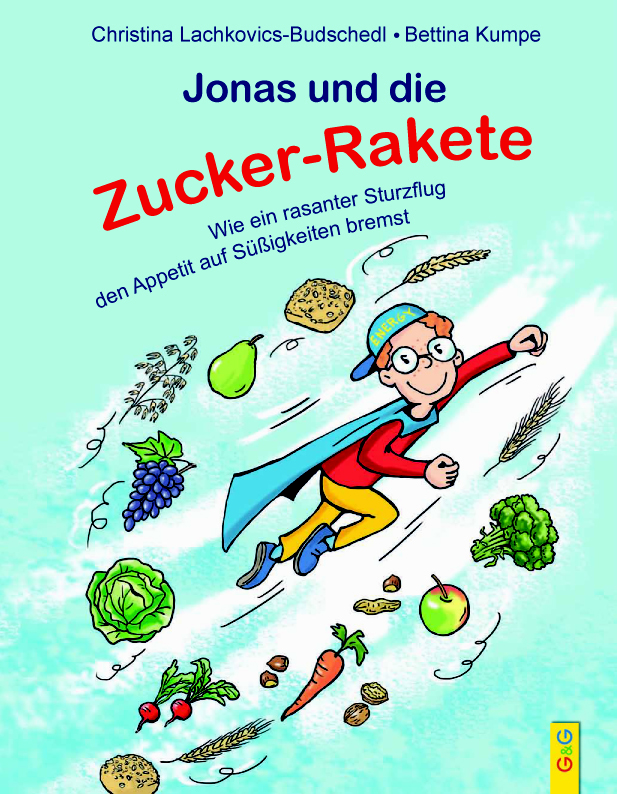 Christina Lachkovics-Budschedl • Bettina Kumpe
Jonas und die
Zucker-Rakete
Wie ein rasanter Sturzflug
den Appetit auf Süßigkeiten bremst
ENERGY
G&G